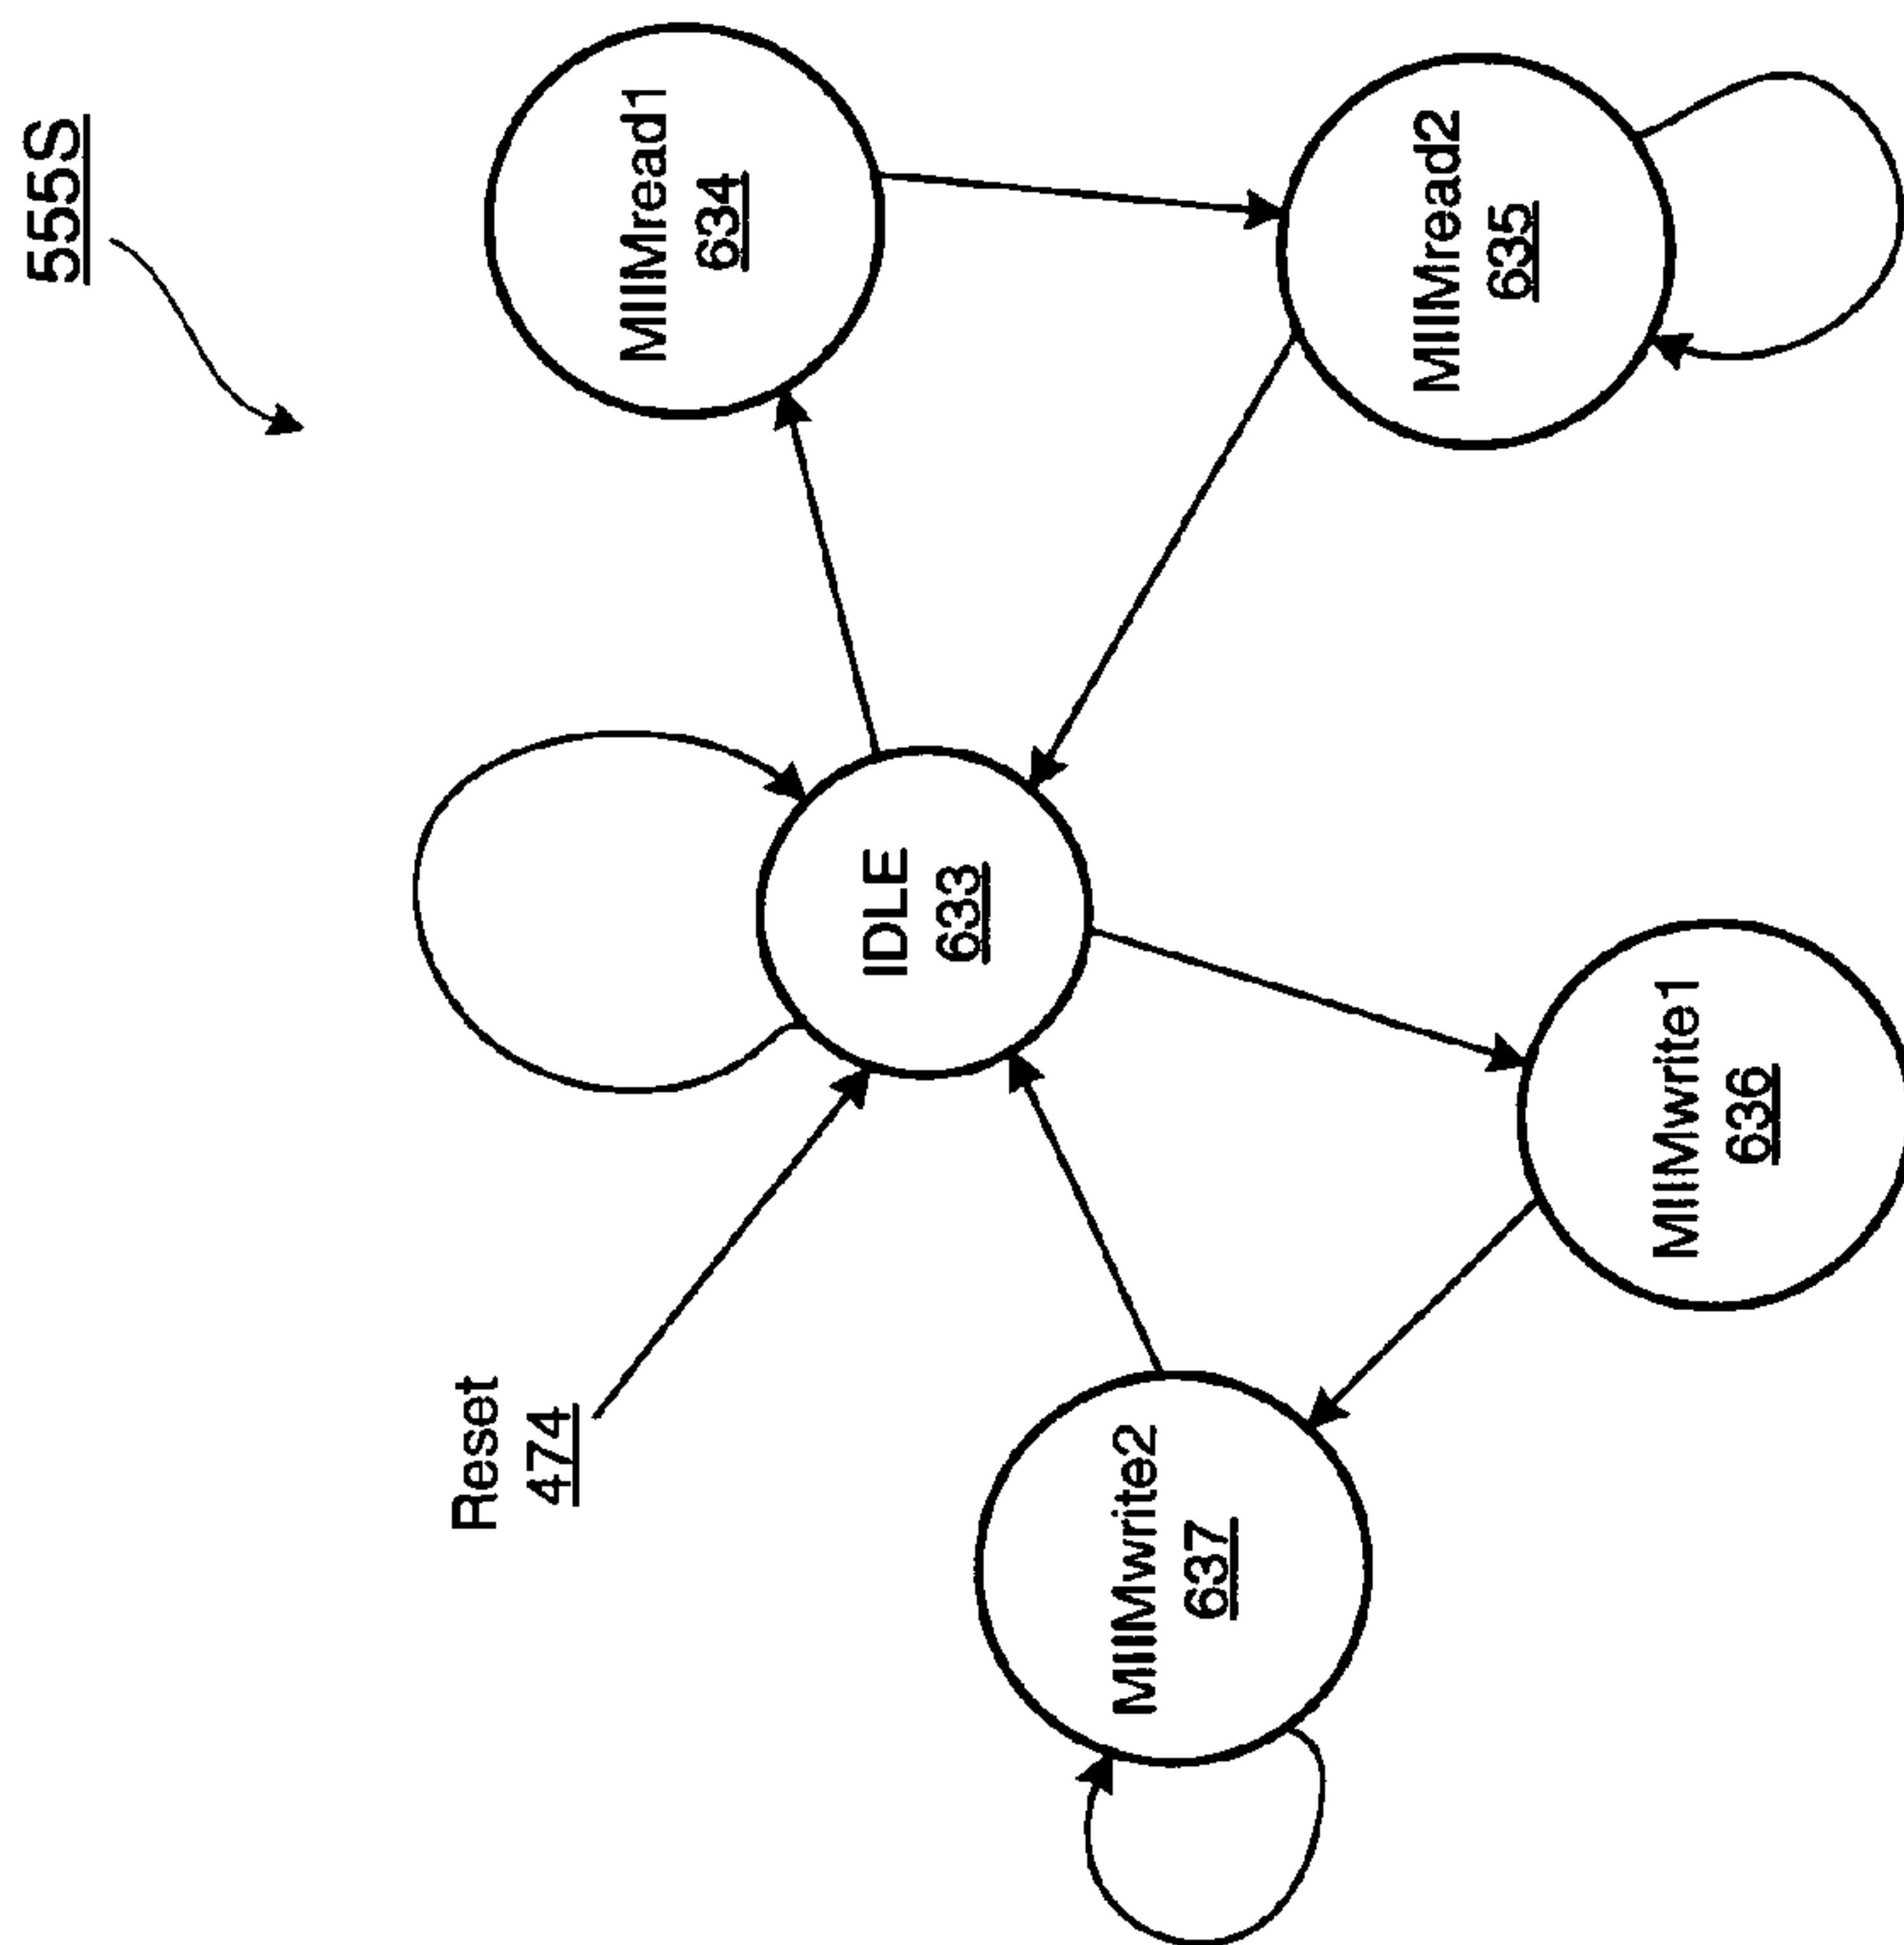 555S
Reset
474
MIIMread1
634
IDLE
633
MIIMwrite2
637
MIIMread2
635
MIIMwrite1
636